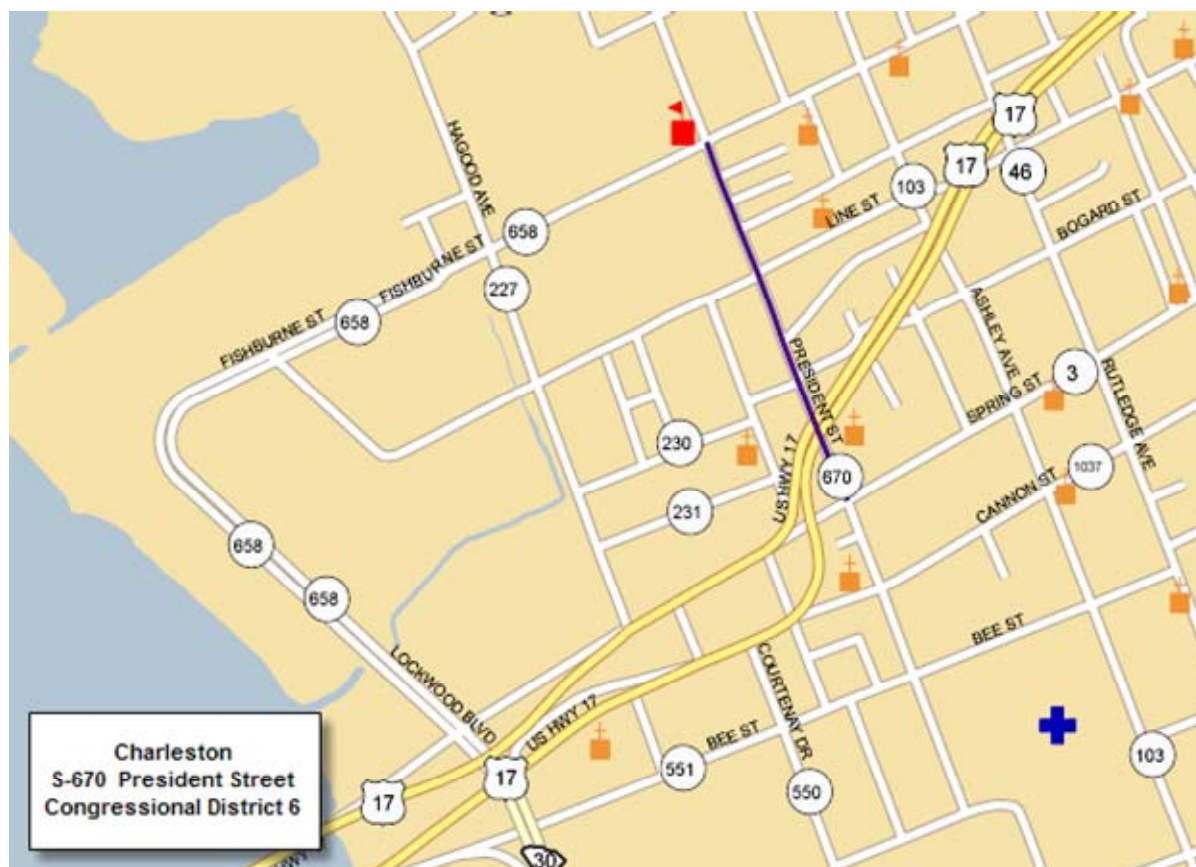 17
HAGOOD AVE
17
46
103
LINE ST
BOGARD ST
658
FISHBURNE ST
227
658
FISHBURNE ST
ASHLEY AVE
PRESIDENT ST
3
SPRING ST
RUTLEDGE AVE
230
1037
CANNON ST
670
US HWY 17
231
658
658
BEE ST
LOCKWOOD BLVD
COURTENAY DR
US HWY 17
BEE ST
551
550
103
17
17
30
HWY 17
Charleston
S-670 President Street
Congressional District 6